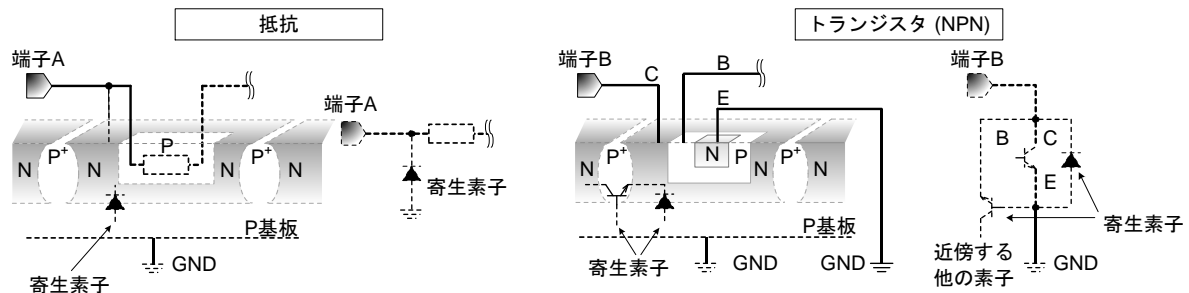 抵抗
端子A
N
P+
N
P
N
P+
N
P基板
GND
寄生素子
端子A
寄生素子
トランジスタ (NPN)
端子B
C
B
E
N
P+
N
N
P
N
P+
N
P基板
寄生素子
GND
GND
端子B
B
C
E
寄生素子
近傍する
他の素子
GND